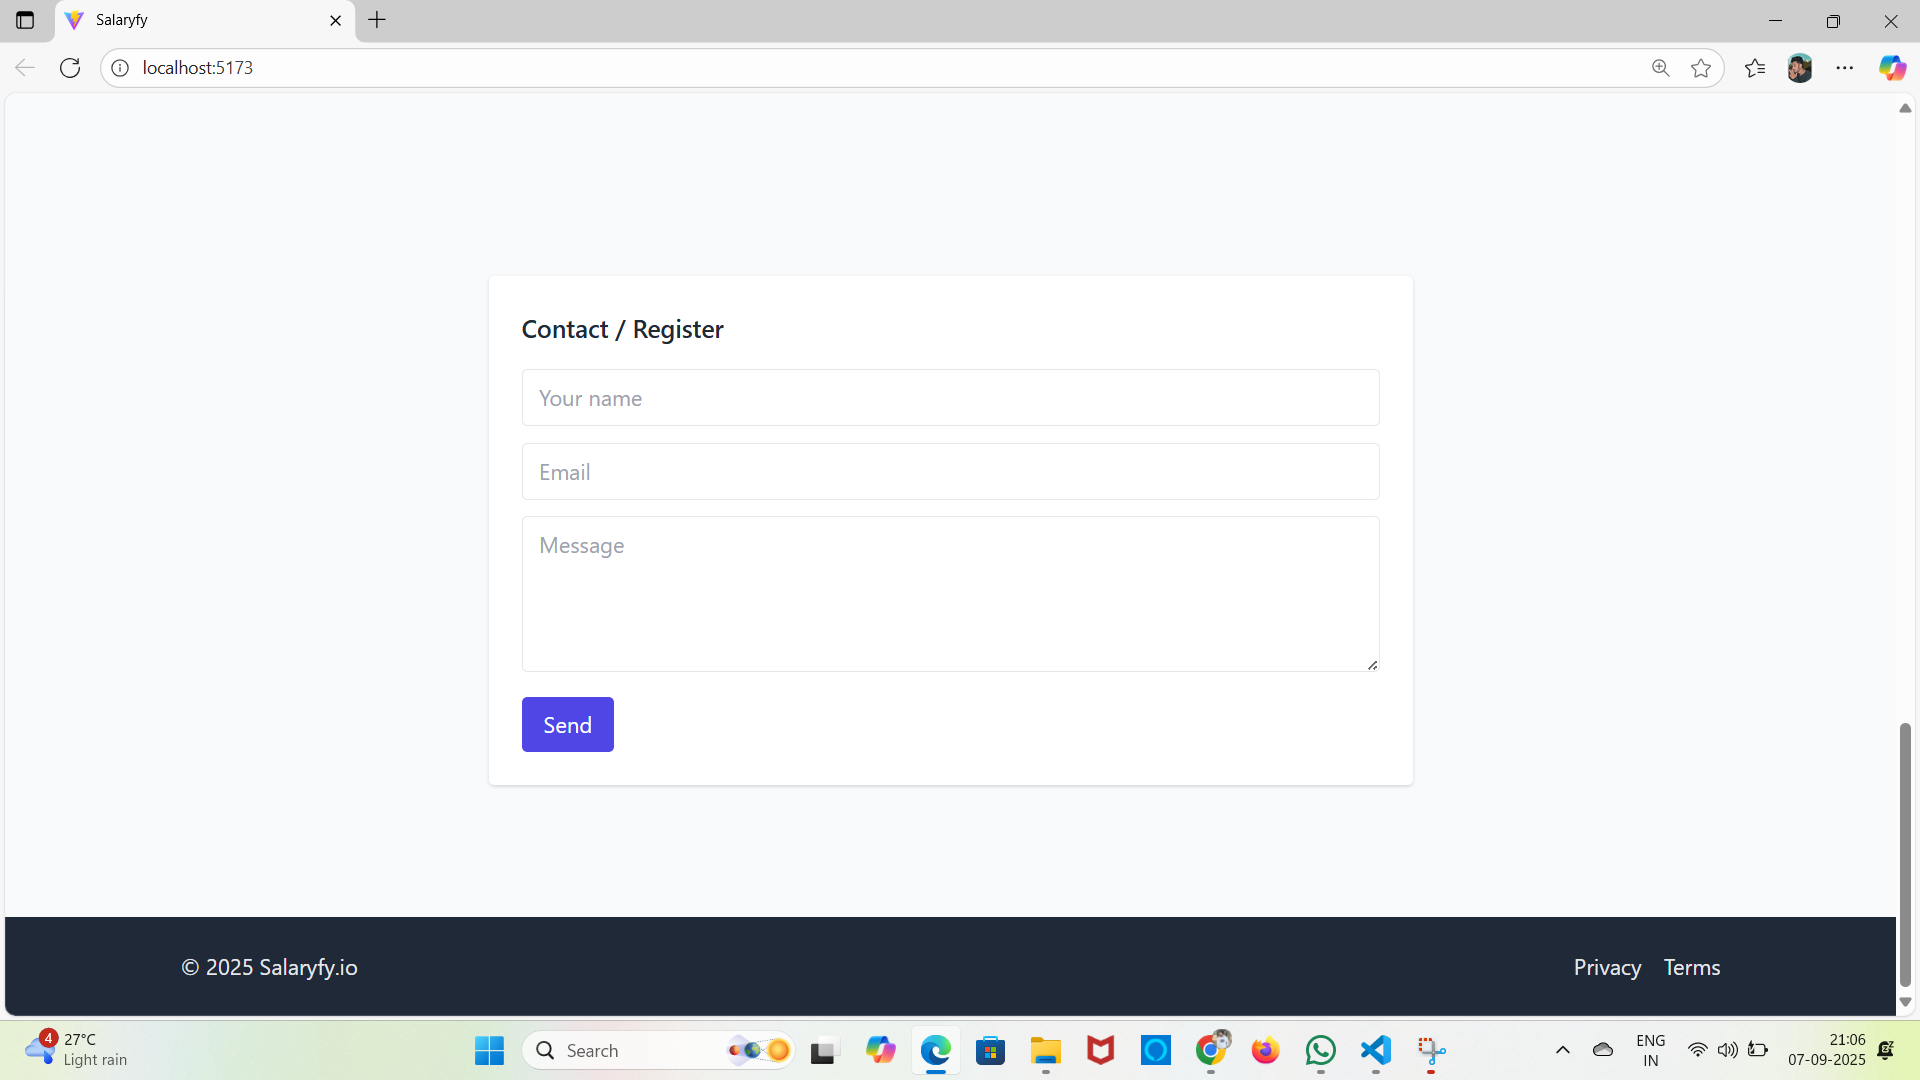 Salaryfy
localhost:5173
Contact / Register
Your name
Email
Message
Send
© 2025 Salaryfy.io
Privacy Terms
4
27°C
Light rain
Search
ENG
IN
21:06
07-09-2025